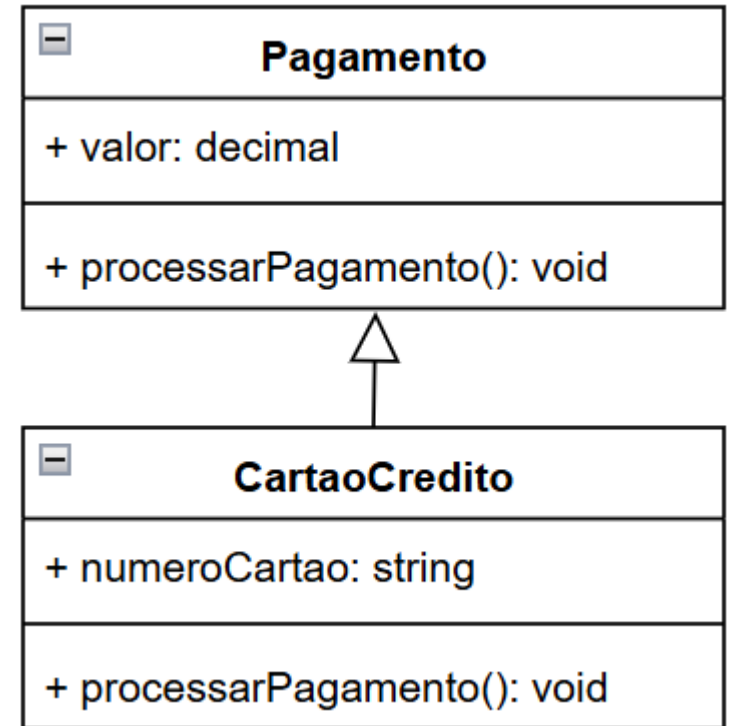 Pagamento
+ valor: decimal
+ processarPagamento(): void
CartaoCredito
+ numeroCartao: string
+ processarPagamento(): void